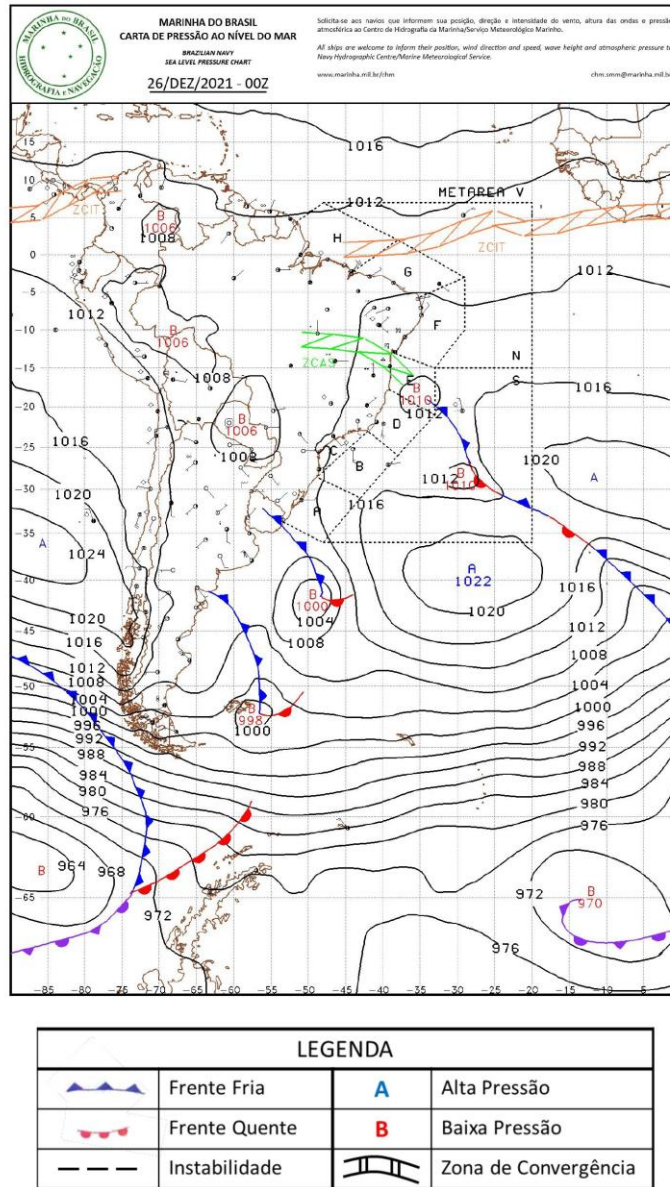 MARINHA DO BRASIL
HIDROGRAFIA e NAVEGAÇÃO
MARINHA DO BRASIL
CARTA DE PRESSÃO AO NÍVEL DO MAR
BRAZILIAN NAVY
SEA LEVEL PRESSURE CHART
26/DEZ/2021 - 00Z
Solicita-se aos navios que informem sua posição, direção e intensidade do vento, altura das ondas e pressão
atmosférica ao Centro de Hidrografia da Marinha/Serviço Meteorológico Marinho.
All ships are welcome to inform their position, wind direction and speed, wave height and atmospheric pressure to
Navy Hydrographic Centre/Marine Meteorological Service.
www.marinha.mil.br/chm
chm.smm@marinha.mil.b
1016
15
10
1012
METAREA V
ZCIT
5
B
1006
1008
H
ZCIT
0
G
1012
-5
1012
F
-10
B
1006
ZCAS
N
-15
1008
E
B
1010
S
1016
1012
-20
B
1006
D
-25
1016
1008
C
B
1020
A
B
1012
1010
-30
1020
1016
A
-35
A
1024
A
1022
1016
-40
B
1000
1020
1004
1012
-45
1020
1008
1008
1016
1012
1004
1008
-50
1004
1000
1000
B
998
996
996
1000
992
-55
992
988
988
984
984
980
980
976
976
-60
964
B
968
972
B
970
-65
972
976
-85
-80
-75
-70
-65
-60
-55
-50
-45
-40
-35
-30
-25
-20
-15
-10
-5
LEGENDA
Frente Fria
A
Alta Pressão
Frente Quente
B
Baixa Pressão
Instabilidade
Zona de Convergência